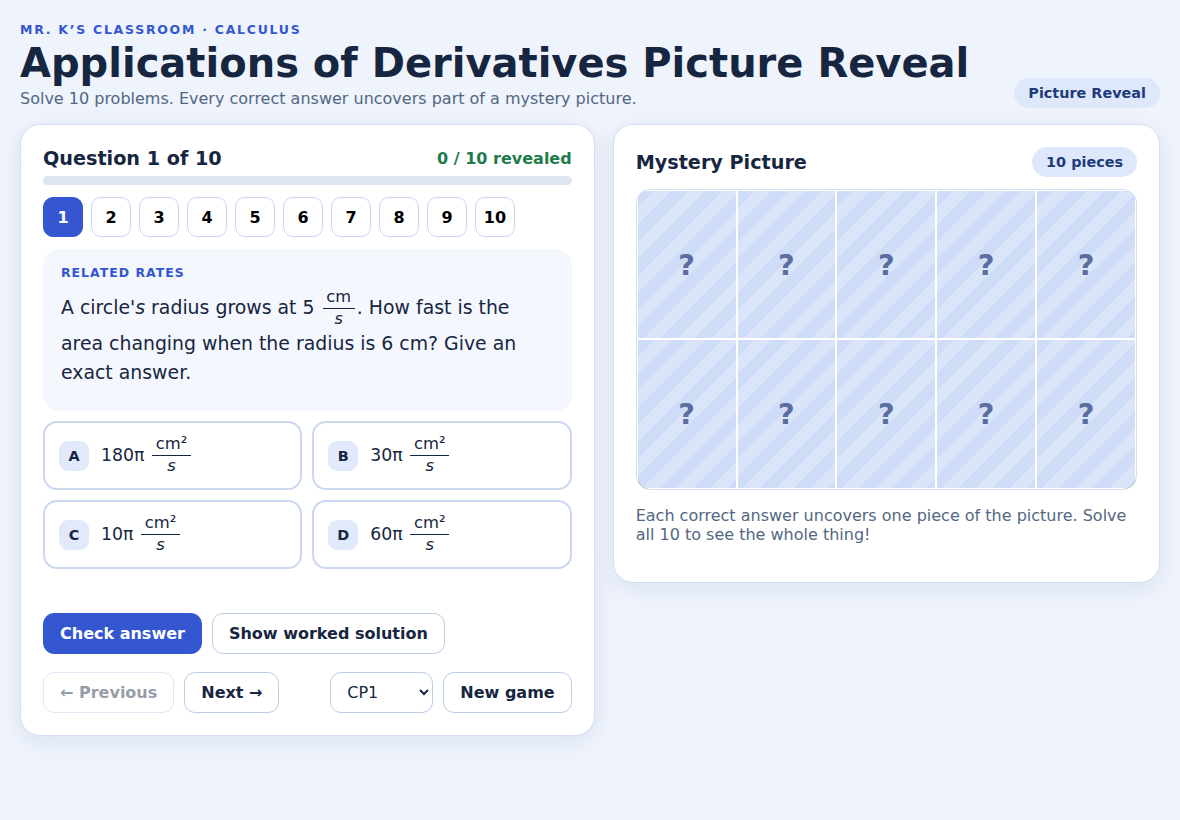 MR. K'S CLASSROOM · CALCULUS
Applications of Derivatives Picture Reveal
Solve 10 problems. Every correct answer uncovers part of a mystery picture.
Picture Reveal
Question 1 of 10
0 / 10 revealed
1 2 3 4 5 6 7 8 9 10
RELATED RATES
A circle's radius grows at 5 cm/s. How fast is the
area changing when the radius is 6 cm? Give an
exact answer.
A 180π cm²/s
B 30π cm²/s
C 10π cm²/s
D 60π cm²/s
Check answer
Show worked solution
← Previous
Next →
CP1
New game
Mystery Picture
10 pieces
? ? ? ? ?
? ? ? ? ?
Each correct answer uncovers one piece of the picture. Solve
all 10 to see the whole thing!